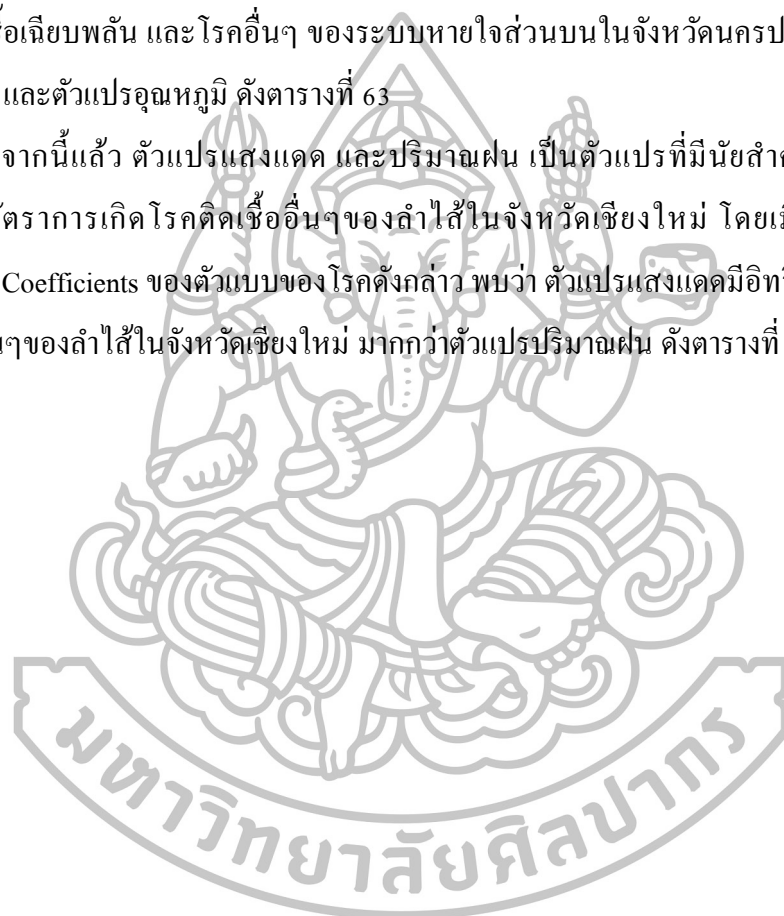 ชื้อเฉียบพลัน และโรคอื่นๆ ของระบบหายใจส่วนบนในจังหวัดนครป
และตัวแปรอุณหภูมิ ดังตารางที่ 63
จากนี้แล้ว ตัวแปรแสงแดด และปริมาณฝน เป็นตัวแปรที่มีนัยสำค
ัตราการเกิดโรคติดเชื้ออื่นๆของลำไส้ในจังหวัดเชียงใหม่ โดยเมื
Coefficients ของตัวแบบของโรคดังกล่าว พบว่า ตัวแปรแสงแดดมีอิท
นๆของลำไส้ในจังหวัดเชียงใหม่ มากกว่าตัวแปรปริมาณฝน ดังตารางที่
มหาวิทยาลัยศิลปากร